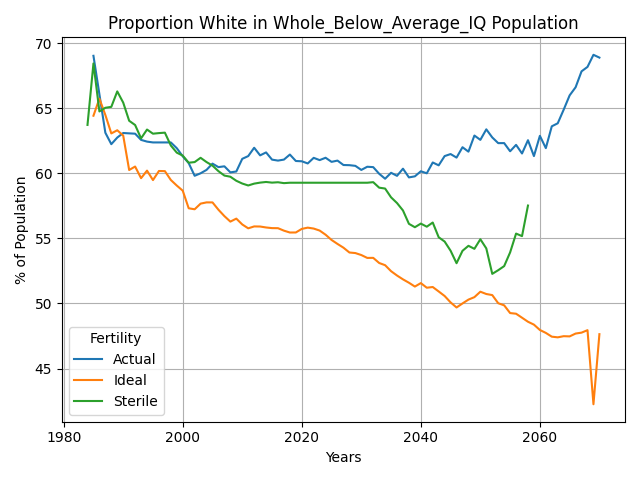 Proportion White in Whole_Below_Average_IQ Population
% of Population
70
65
60
55
50
45
Fertility
Actual
Ideal
Sterile
1980
2000
2020
2040
2060
Years